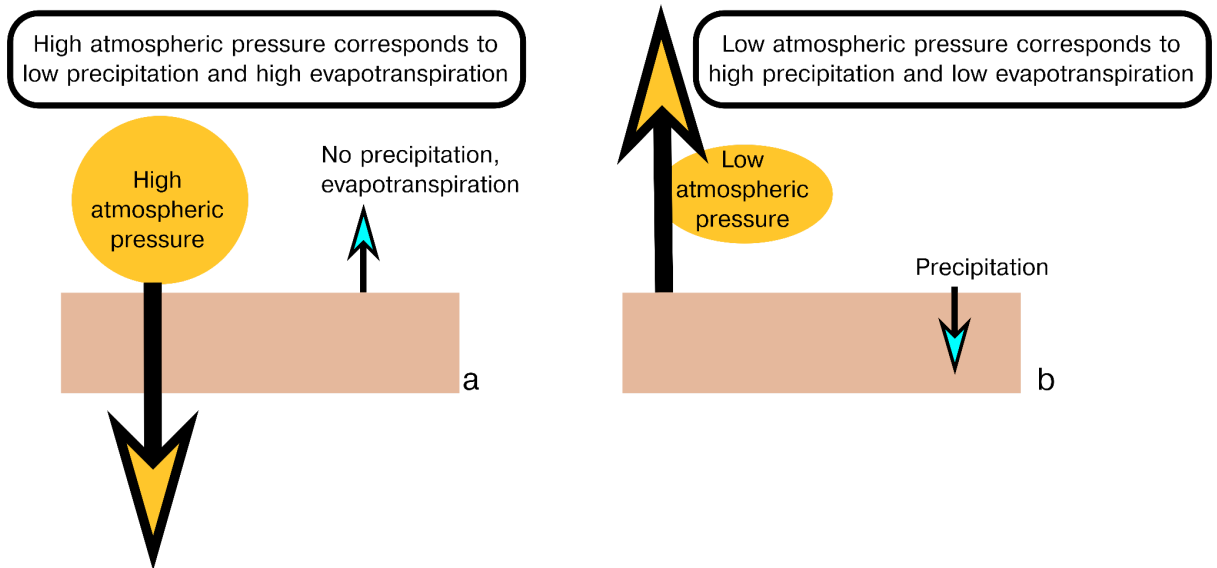 High atmospheric pressure corresponds to
low precipitation and high evapotranspiration
High
atmospheric
pressure
No precipitation,
evapotranspiration
a
Low atmospheric pressure corresponds to
high precipitation and low evapotranspiration
Low
atmospheric
pressure
Precipitation
b